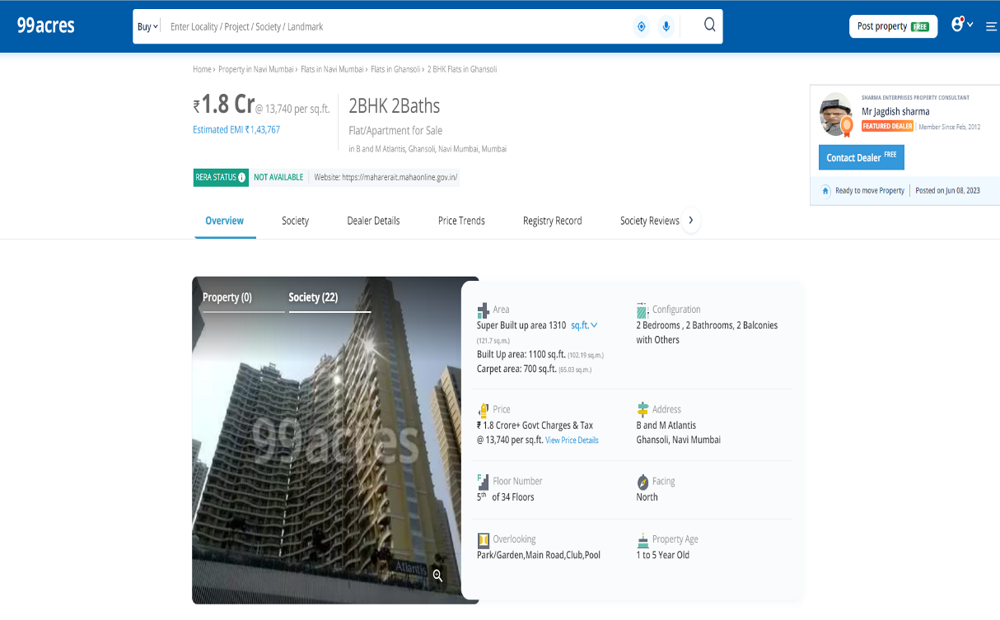 99acres
Buy
Enter Locality / Project / Society / Landmark
Post property FREE
Home › Property in Navi Mumbai › Flats in Navi Mumbai › Flats in Ghansoli › 2 BHK Flats in Ghansoli
₹1.8 Cr @ 13,740 per sq.ft.
Estimated EMI ₹ 1,43,767
2BHK 2Baths
Flat/Apartment for Sale
in B and M Atlantis, Ghansoli, Navi Mumbai, Mumbai
RERA STATUS i NOT AVAILABLE Website: https://maharerait.mahaonline.gov.in/
SHARMA ENTERPRISES PROPERTY CONSULTANT
Mr Jagdish sharma
FEATURED DEALER Member Since Feb, 2012
Contact Dealer FREE
Ready to move Property Posted on Jun 08, 2023
Overview Society Dealer Details Price Trends Registry Record Society Reviews
Property (0) Society (22)
99acres
Atlantis
Area
Super Built up area 1310 sq.ft.
(121.7 sq.m.)
Built Up area: 1100 sq.ft. (102.19 sq.m.)
Carpet area: 700 sq.ft. (65.03 sq.m.)
Configuration
2 Bedrooms , 2 Bathrooms, 2 Balconies
with Others
Price
₹ 1.8 Crore+ Govt Charges & Tax
@ 13,740 per sq.ft. View Price Details
Address
B and M Atlantis
Ghansoli, Navi Mumbai
F Floor Number
5th of 34 Floors
Facing
North
Overlooking
Park/Garden,Main Road,Club,Pool
Property Age
1 to 5 Year Old